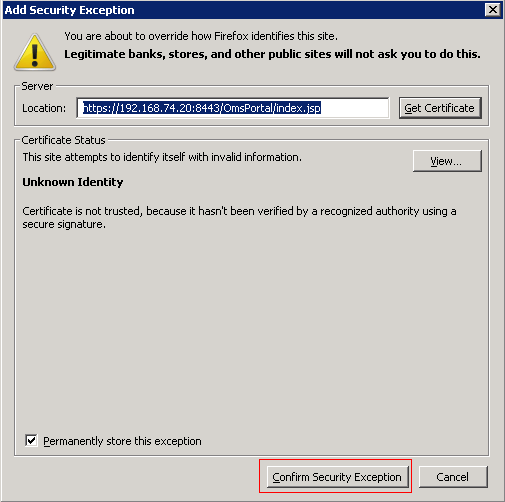 Add Security Exception
You are about to override how Firefox identifies this site.
Legitimate banks, stores, and other public sites will not ask you to do this.
Server
Location: https://192.168.74.20:8443/OmsPortal/index.jsp Get Certificate
Certificate Status
This site attempts to identify itself with invalid information. View...
Unknown Identity
Certificate is not trusted, because it hasn't been verified by a recognized authority using a
secure signature.
Permanently store this exception
Confirm Security Exception Cancel